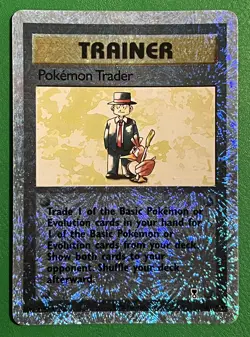 TRAINER
Pokémon Trader
Trade 1 of the Basic Pokémon or
Evolution cards in your hand for
1 of the Basic Pokémon or
Evolution cards from your deck.
Show both cards to your
opponent. Shuffle your deck
afterward.